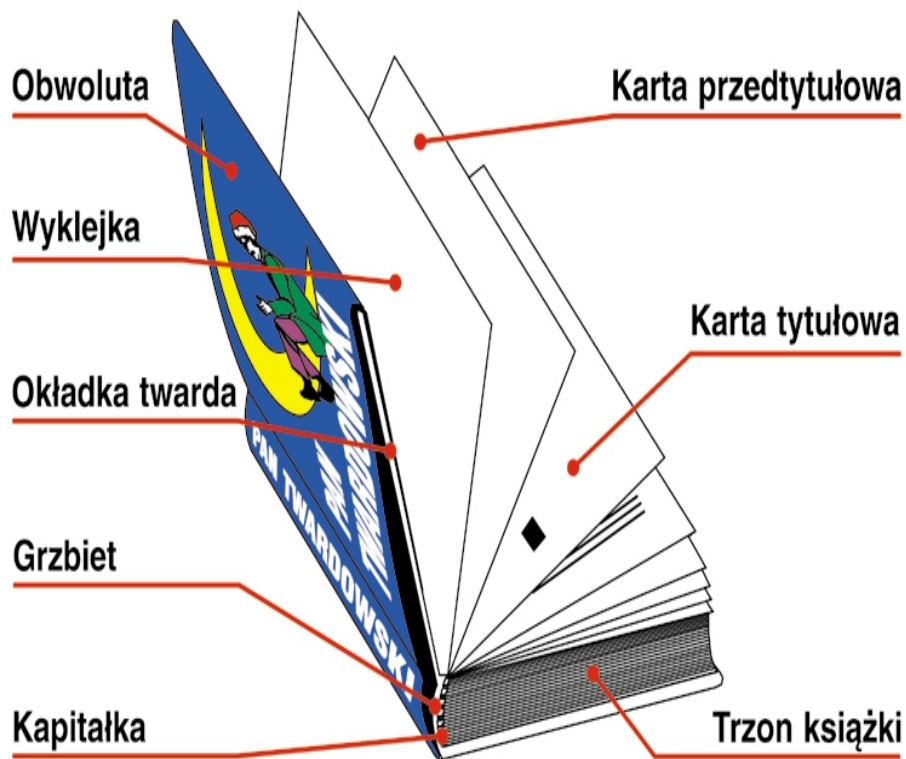 Obwoluta
Karta przedtytułowa
Wyklejka
Karta tytułowa
Okładka twarda
Grzbiet
Kapitałka
Trzon książki
Pan
TWARDOWSKI
PAN TWARDOWSKI